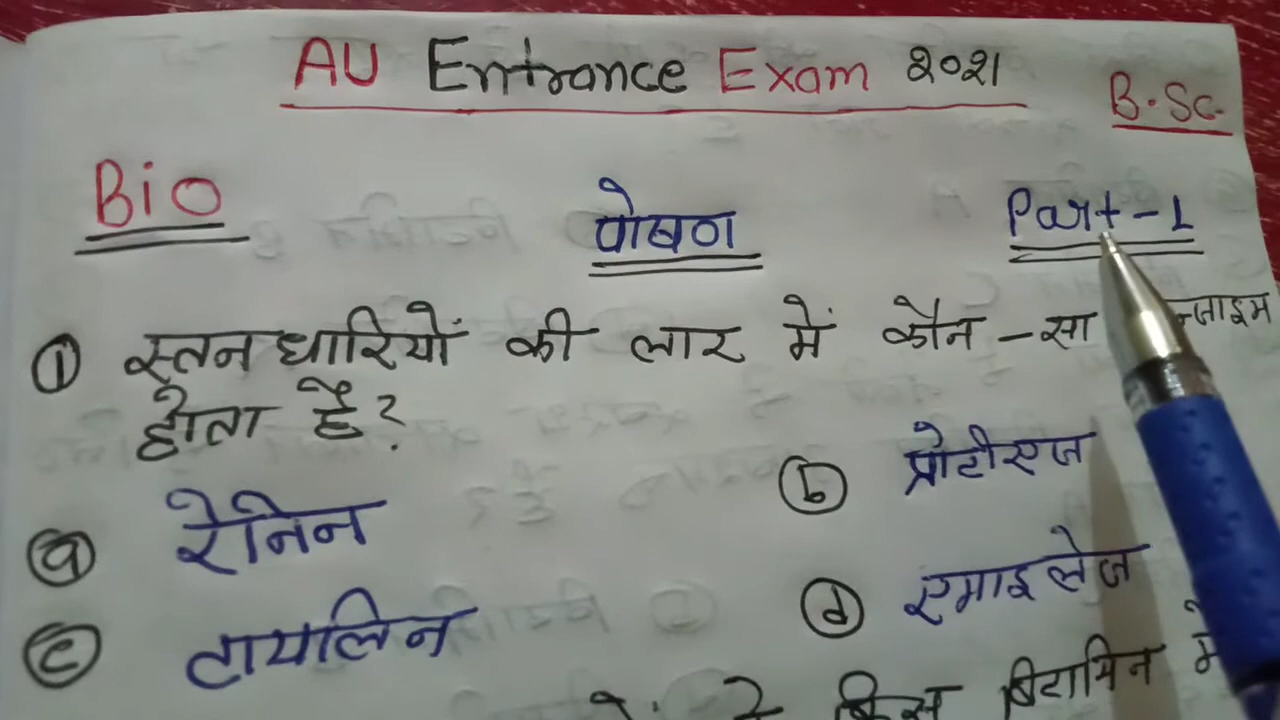 AU Entrance Exam २०२१
B.Sc.
Bio पोषण Part-1
① स्तनधारियों की लार में कौन-सा
होता है?
ⓐ रेनिन ⓑ प्रोटीएज
ⓒ टायलिन ⓓ एमाइलेज
किस विटामिन